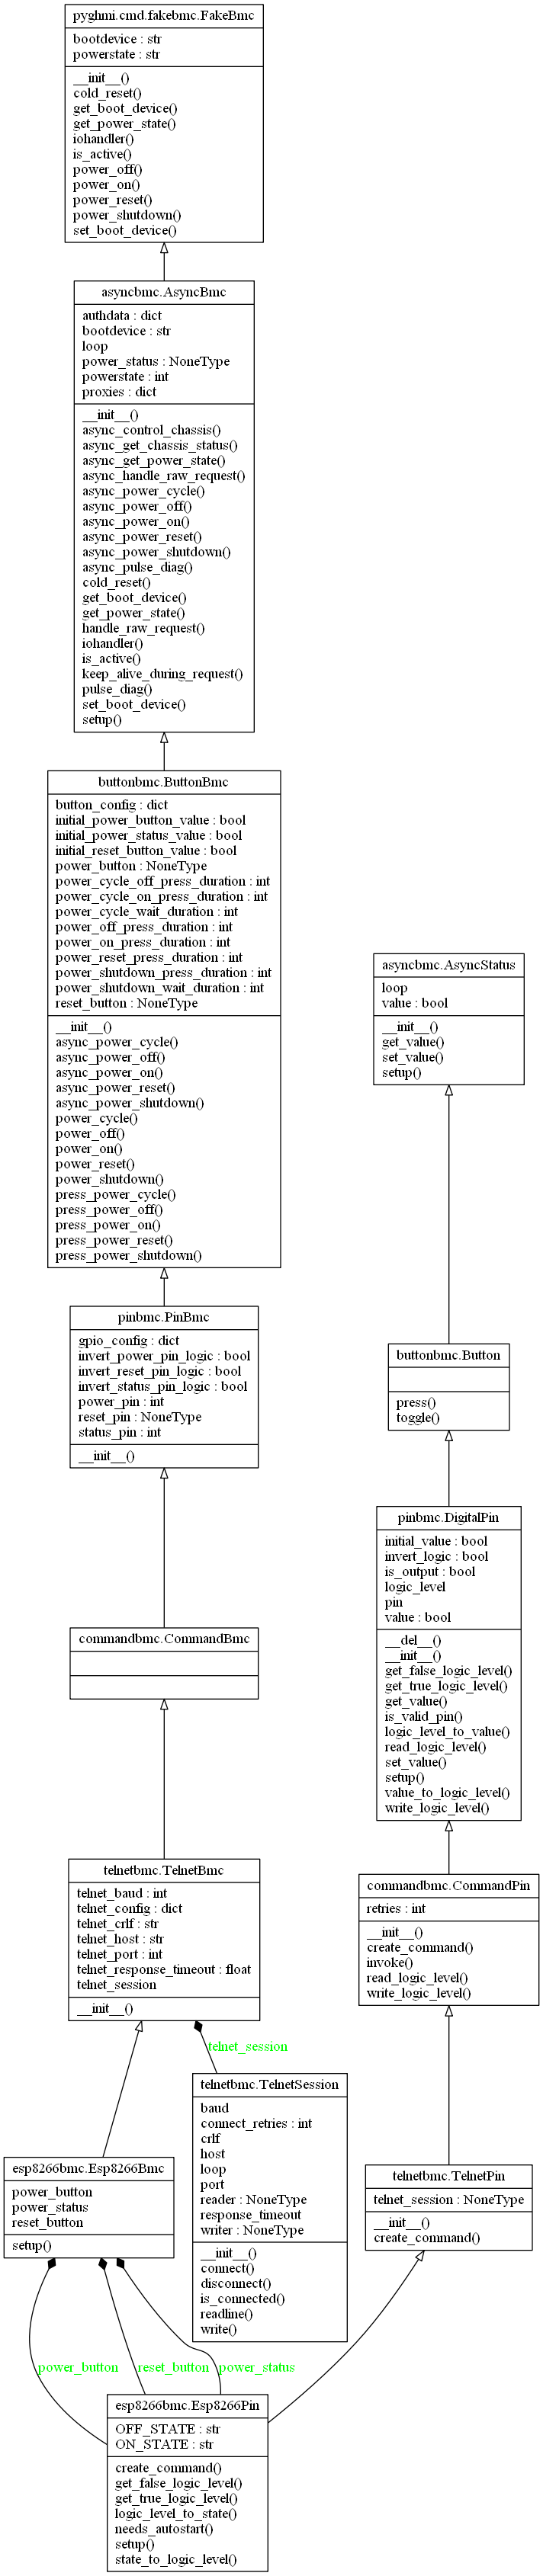 pyghmi.cmd.fakebmc.FakeBmc
bootdevice : str
powerstate : str
__init__()
cold_reset()
get_boot_device()
get_power_state()
iohandler()
is_active()
power_off()
power_on()
power_reset()
power_shutdown()
set_boot_device()
asyncbmc.AsyncBmc
authdata : dict
bootdevice : str
loop
power_status : NoneType
powerstate : int
proxies : dict
__init__()
async_control_chassis()
async_get_chassis_status()
async_get_power_state()
async_handle_raw_request()
async_power_cycle()
async_power_off()
async_power_on()
async_power_reset()
async_power_shutdown()
async_pulse_diag()
cold_reset()
get_boot_device()
get_power_state()
handle_raw_request()
iohandler()
is_active()
keep_alive_during_request()
pulse_diag()
set_boot_device()
setup()
buttonbmc.ButtonBmc
button_config : dict
initial_power_button_value : bool
initial_power_status_value : bool
initial_reset_button_value : bool
power_button : NoneType
power_cycle_off_press_duration : int
power_cycle_on_press_duration : int
power_cycle_wait_duration : int
power_off_press_duration : int
power_on_press_duration : int
power_reset_press_duration : int
power_shutdown_press_duration : int
power_shutdown_wait_duration : int
reset_button : NoneType
__init__()
async_power_cycle()
async_power_off()
async_power_on()
async_power_reset()
async_power_shutdown()
power_cycle()
power_off()
power_on()
power_reset()
power_shutdown()
press_power_cycle()
press_power_off()
press_power_on()
press_power_reset()
press_power_shutdown()
asyncbmc.AsyncStatus
loop
value : bool
__init__()
get_value()
set_value()
setup()
pinbmc.PinBmc
gpio_config : dict
invert_power_pin_logic : bool
invert_reset_pin_logic : bool
invert_status_pin_logic : bool
power_pin : int
reset_pin : NoneType
status_pin : int
__init__()
buttonbmc.Button
press()
toggle()
pinbmc.DigitalPin
initial_value : bool
invert_logic : bool
is_output : bool
logic_level
pin
value : bool
__del__()
__init__()
get_false_logic_level()
get_true_logic_level()
get_value()
is_valid_pin()
logic_level_to_value()
read_logic_level()
set_value()
setup()
value_to_logic_level()
write_logic_level()
commandbmc.CommandBmc
telnetbmc.TelnetBmc
telnet_baud : int
telnet_config : dict
telnet_crlf : str
telnet_host : str
telnet_port : int
telnet_response_timeout : float
telnet_session
__init__()
commandbmc.CommandPin
retries : int
__init__()
create_command()
invoke()
read_logic_level()
write_logic_level()
telnet_session
telnetbmc.TelnetSession
baud
connect_retries : int
crlf
host
loop
port
reader : NoneType
response_timeout
writer : NoneType
__init__()
connect()
disconnect()
is_connected()
readline()
write()
esp8266bmc.Esp8266Bmc
power_button
power_status
reset_button
setup()
telnetbmc.TelnetPin
telnet_session : NoneType
__init__()
create_command()
power_button
reset_button
power_status
esp8266bmc.Esp8266Pin
OFF_STATE : str
ON_STATE : str
create_command()
get_false_logic_level()
get_true_logic_level()
logic_level_to_state()
needs_autostart()
setup()
state_to_logic_level()